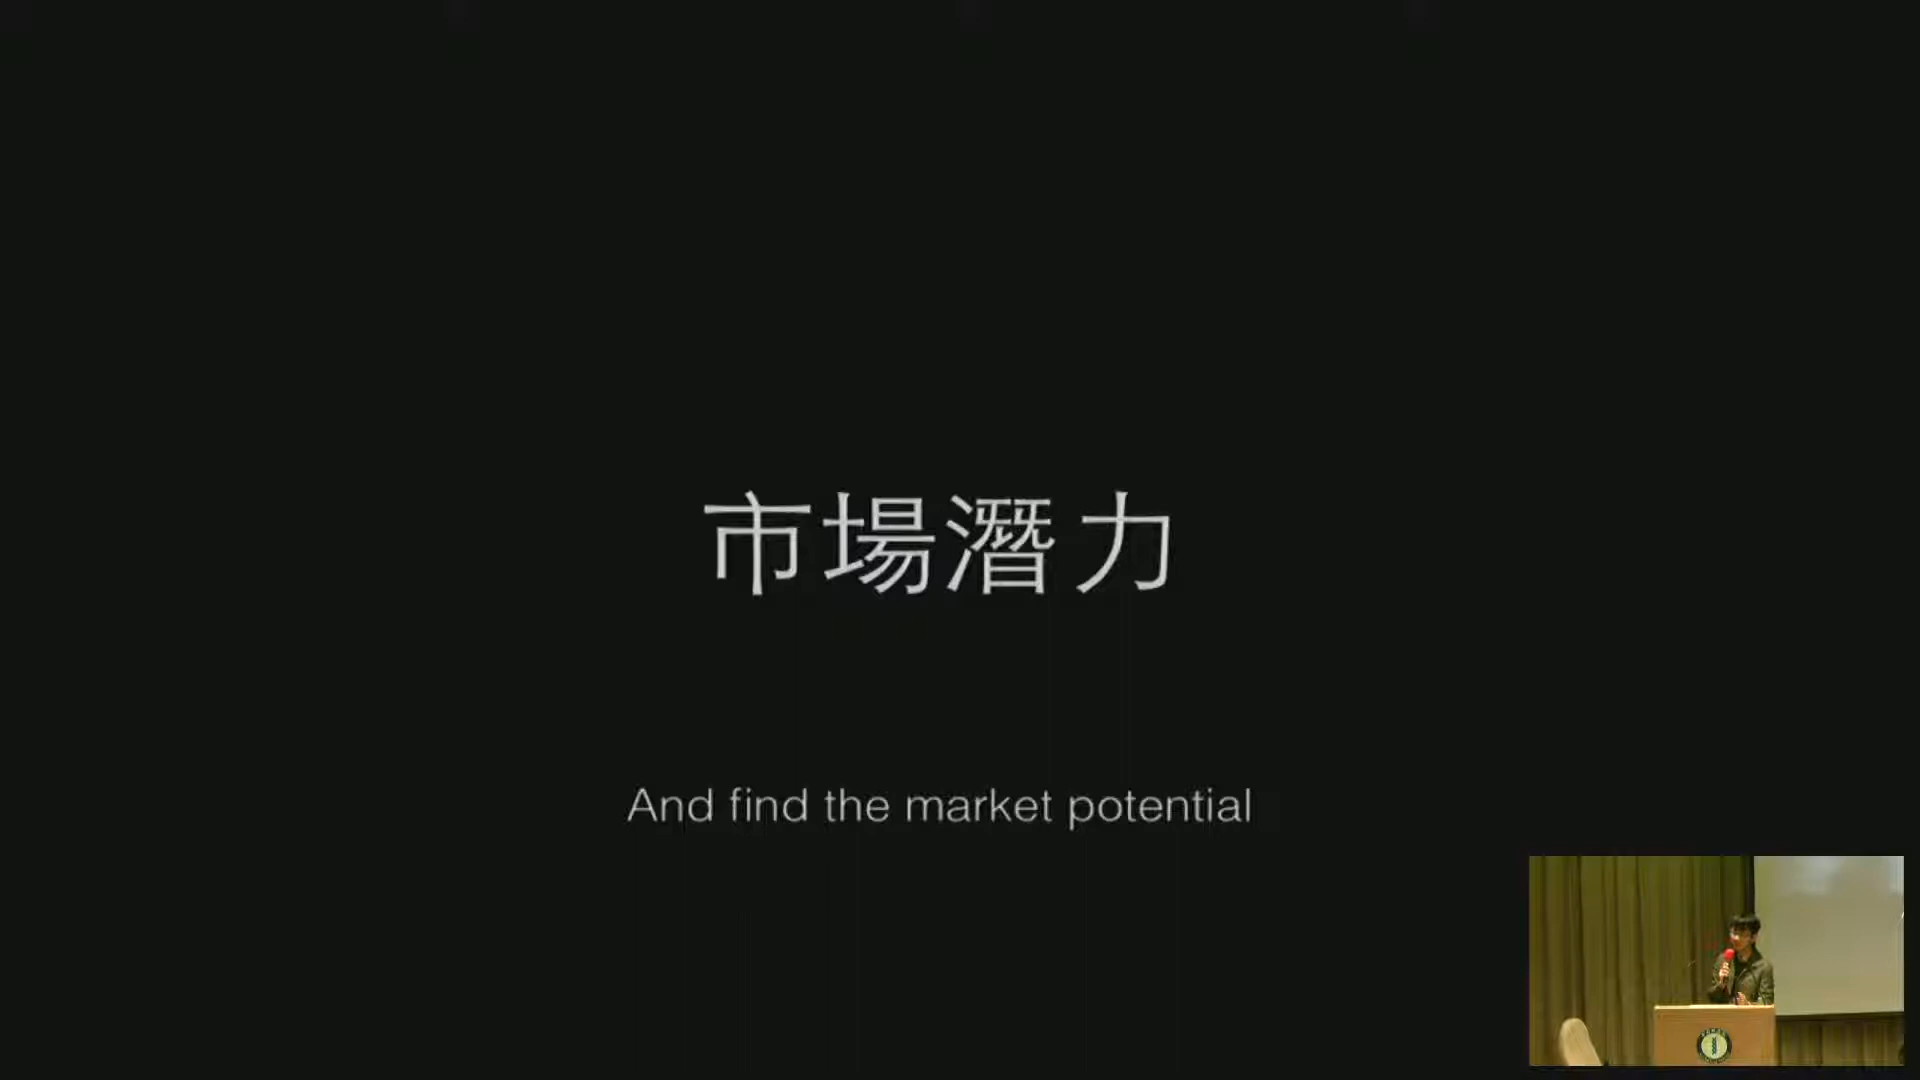 市場潛力
And find the market potential